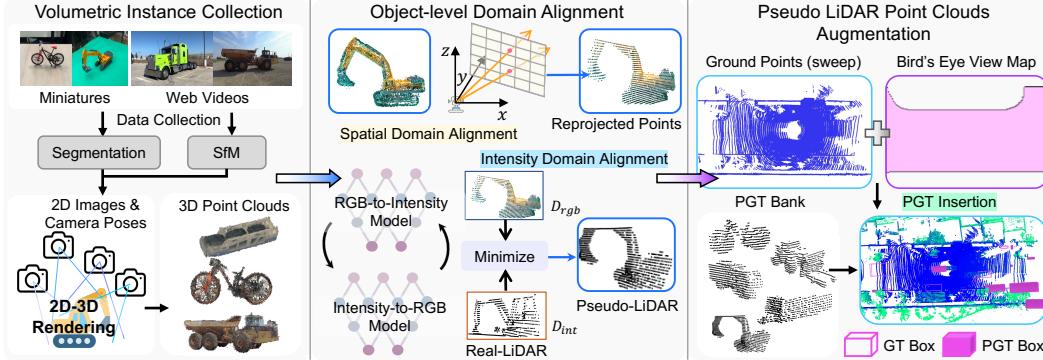 Volumetric Instance Collection
Miniatures
Web Videos
Data Collection
Segmentation
SfM
2D Images &
Camera Poses
3D Point Clouds
2D-3D
Rendering
Object-level Domain Alignment
z
y
x
Spatial Domain Alignment
Reprojected Points
Intensity Domain Alignment
RGB-to-Intensity
Model
Intensity-to-RGB
Model
D_rgb
Minimize
D_int
Real-LiDAR
Pseudo-LiDAR
Pseudo LiDAR Point Clouds
Augmentation
Ground Points (sweep)
Bird's Eye View Map
PGT Bank
PGT Insertion
GT Box
PGT Box